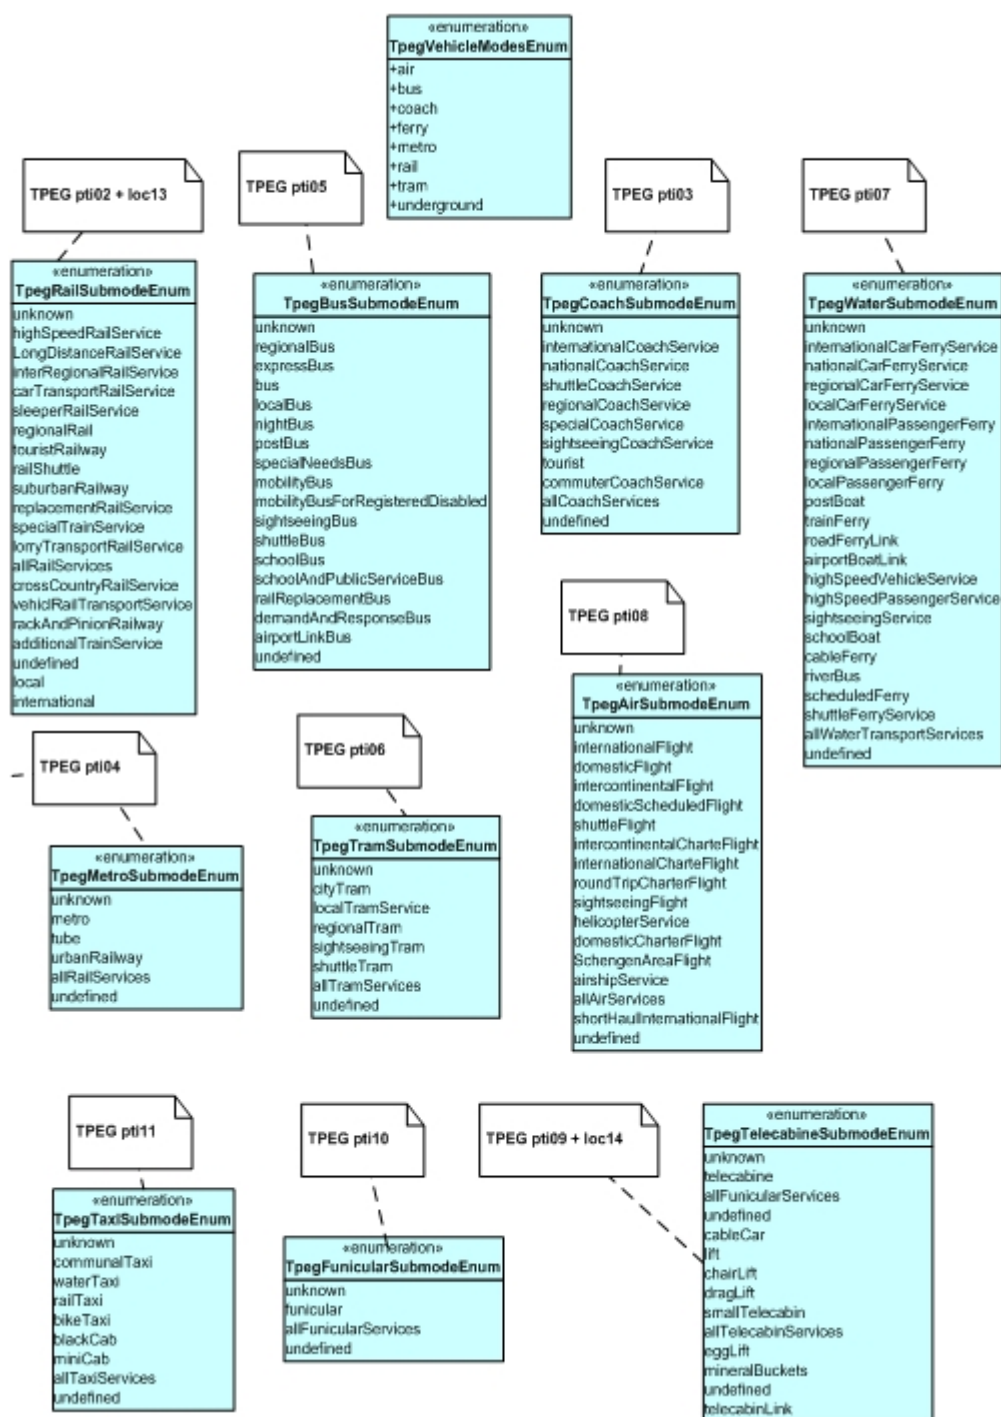 «enumeration»
TpegVehicleModesEnum
+air
+bus
+coach
+ferry
+metro
+rail
+tram
+underground
TPEG pti02 + loc13
TPEG pti05
TPEG pti03
TPEG pti07
«enumeration»
TpegRailSubmodeEnum
unknown
highSpeedRailService
LongDistanceRailService
interRegionalRailService
carTransportRailService
sleeperRailService
regionalRail
touristRailway
railShuttle
suburbanRailway
replacementRailService
specialTrainService
lorryTransportRailService
allRailServices
crossCountryRailService
vehiclRailTransportService
rackAndPinionRailway
additionalTrainService
undefined
local
international
«enumeration»
TpegBusSubmodeEnum
unknown
regionalBus
expressBus
bus
localBus
nightBus
postBus
specialNeedsBus
mobilityBus
mobilityBusForRegisteredDisabled
sightseeingBus
shuttleBus
schoolBus
schoolAndPublicServiceBus
railReplacementBus
demandAndResponseBus
airportLinkBus
undefined
«enumeration»
TpegCoachSubmodeEnum
unknown
internationalCoachService
nationalCoachService
shuttleCoachService
regionalCoachService
specialCoachService
sightseeingCoachService
tourist
commuterCoachService
allCoachServices
undefined
«enumeration»
TpegWaterSubmodeEnum
unknown
internationalCarFerryService
nationalCarFerryService
regionalCarFerryService
localCarFerryService
internationalPassengerFerry
nationalPassengerFerry
regionalPassengerFerry
localPassengerFerry
postBoat
trainFerry
roadFerryLink
airportBoatLink
highSpeedVehicleService
highSpeedPassengerService
sightseeingService
schoolBoat
cableFerry
riverBus
scheduledFerry
shuttleFerryService
allWaterTransportServices
undefined
TPEG pti08
«enumeration»
TpegAirSubmodeEnum
unknown
internationalFlight
domesticFlight
intercontinentalFlight
domesticScheduledFlight
shuttleFlight
intercontinentalCharteFlight
internationalCharteFlight
roundTripCharterFlight
sightseeingFlight
helicopterService
domesticCharterFlight
SchengenAreaFlight
airshipService
allAirServices
shortHaulInternationalFlight
undefined
TPEG pti04
«enumeration»
TpegMetroSubmodeEnum
unknown
metro
tube
urbanRailway
allRailServices
undefined
TPEG pti06
«enumeration»
TpegTramSubmodeEnum
unknown
cityTram
localTramService
regionalTram
sightseeingTram
shuttleTram
allTramServices
undefined
TPEG pti11
«enumeration»
TpegTaxiSubmodeEnum
unknown
communalTaxi
waterTaxi
railTaxi
bikeTaxi
blackCab
miniCab
allTaxiServices
undefined
TPEG pti10
«enumeration»
TpegFunicularSubmodeEnum
unknown
funicular
allFunicularServices
undefined
TPEG pti09 + loc14
«enumeration»
TpegTelecabineSubmodeEnum
unknown
telecabine
allFunicularServices
undefined
cableCar
lift
chairLift
dragLift
smallTelecabin
allTelecabinServices
eggLift
mineralBuckets
undefined
telecabinLink